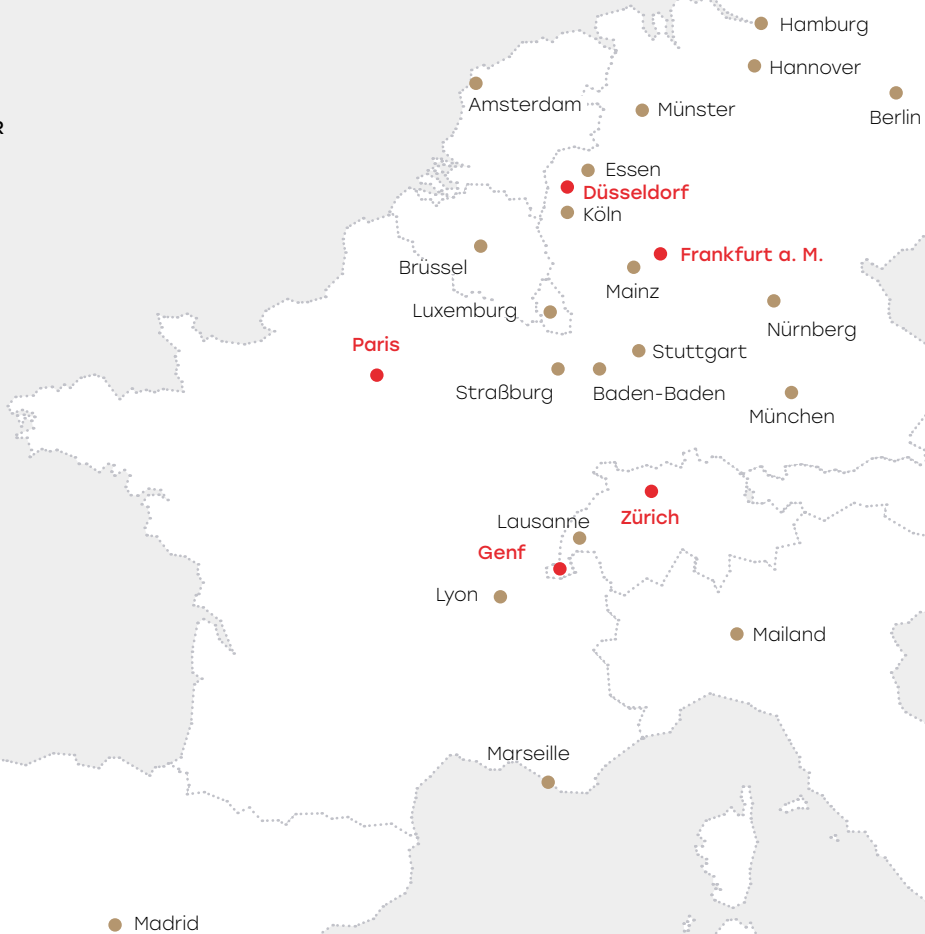 Hamburg
Hannover
Amsterdam
Münster
Berlin
R
Essen
Düsseldorf
Köln
Frankfurt a. M.
Brüssel
Mainz
Luxemburg
Nürnberg
Paris
Stuttgart
Straßburg
Baden-Baden
München
Lausanne
Zürich
Genf
Lyon
Mailand
Marseille
Madrid